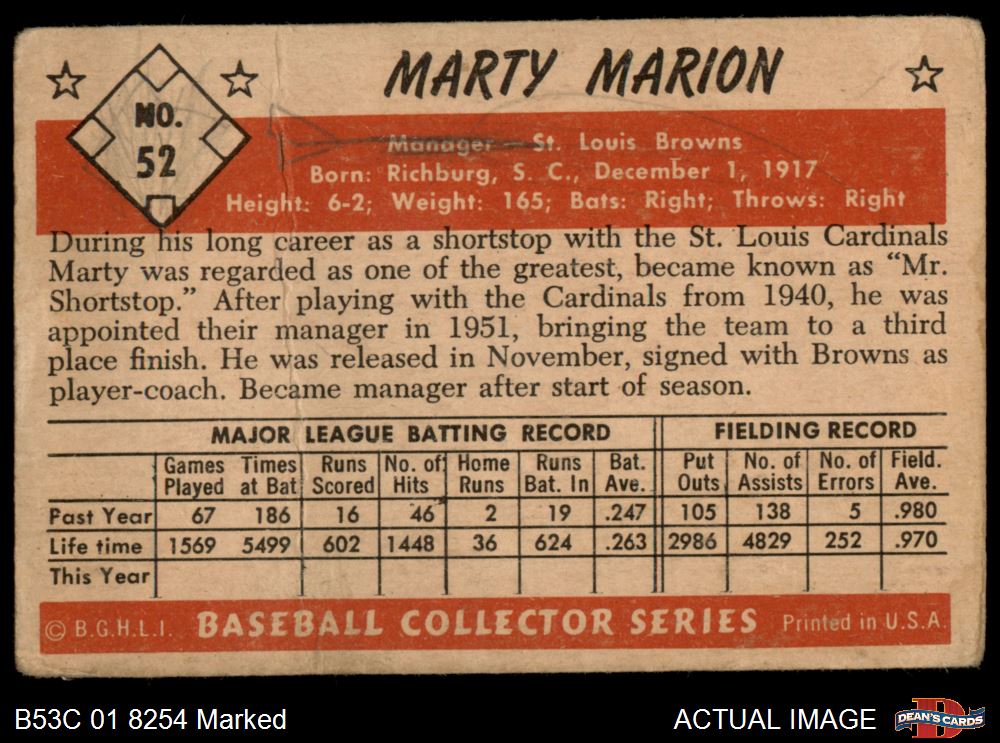 MARTY MARION
NO.
52
Manager — St. Louis Browns
Born: Richburg, S. C., December 1, 1917
Height: 6-2; Weight: 165; Bats: Right; Throws: Right
During his long career as a shortstop with the St. Louis Cardinals
Marty was regarded as one of the greatest, became known as “Mr.
Shortstop.” After playing with the Cardinals from 1940, he was
appointed their manager in 1951, bringing the team to a third
place finish. He was released in November, signed with Browns as
player-coach. Became manager after start of season.
MAJOR LEAGUE BATTING RECORD FIELDING RECORD
Games Times Runs No. of Home Runs Bat. Put No. of No. of Field.
Played at Bat Scored Hits Runs Bat. In Ave. Outs Assists Errors Ave.
Past Year 67 186 16 46 2 19 .247 105 138 5 .980
Life time 1569 5499 602 1448 36 624 .263 2986 4829 252 .970
This Year
© B.G.H.L.I. BASEBALL COLLECTOR SERIES Printed in U.S.A.
B53C 01 8254 Marked ACTUAL IMAGE DEAN'S CARDS